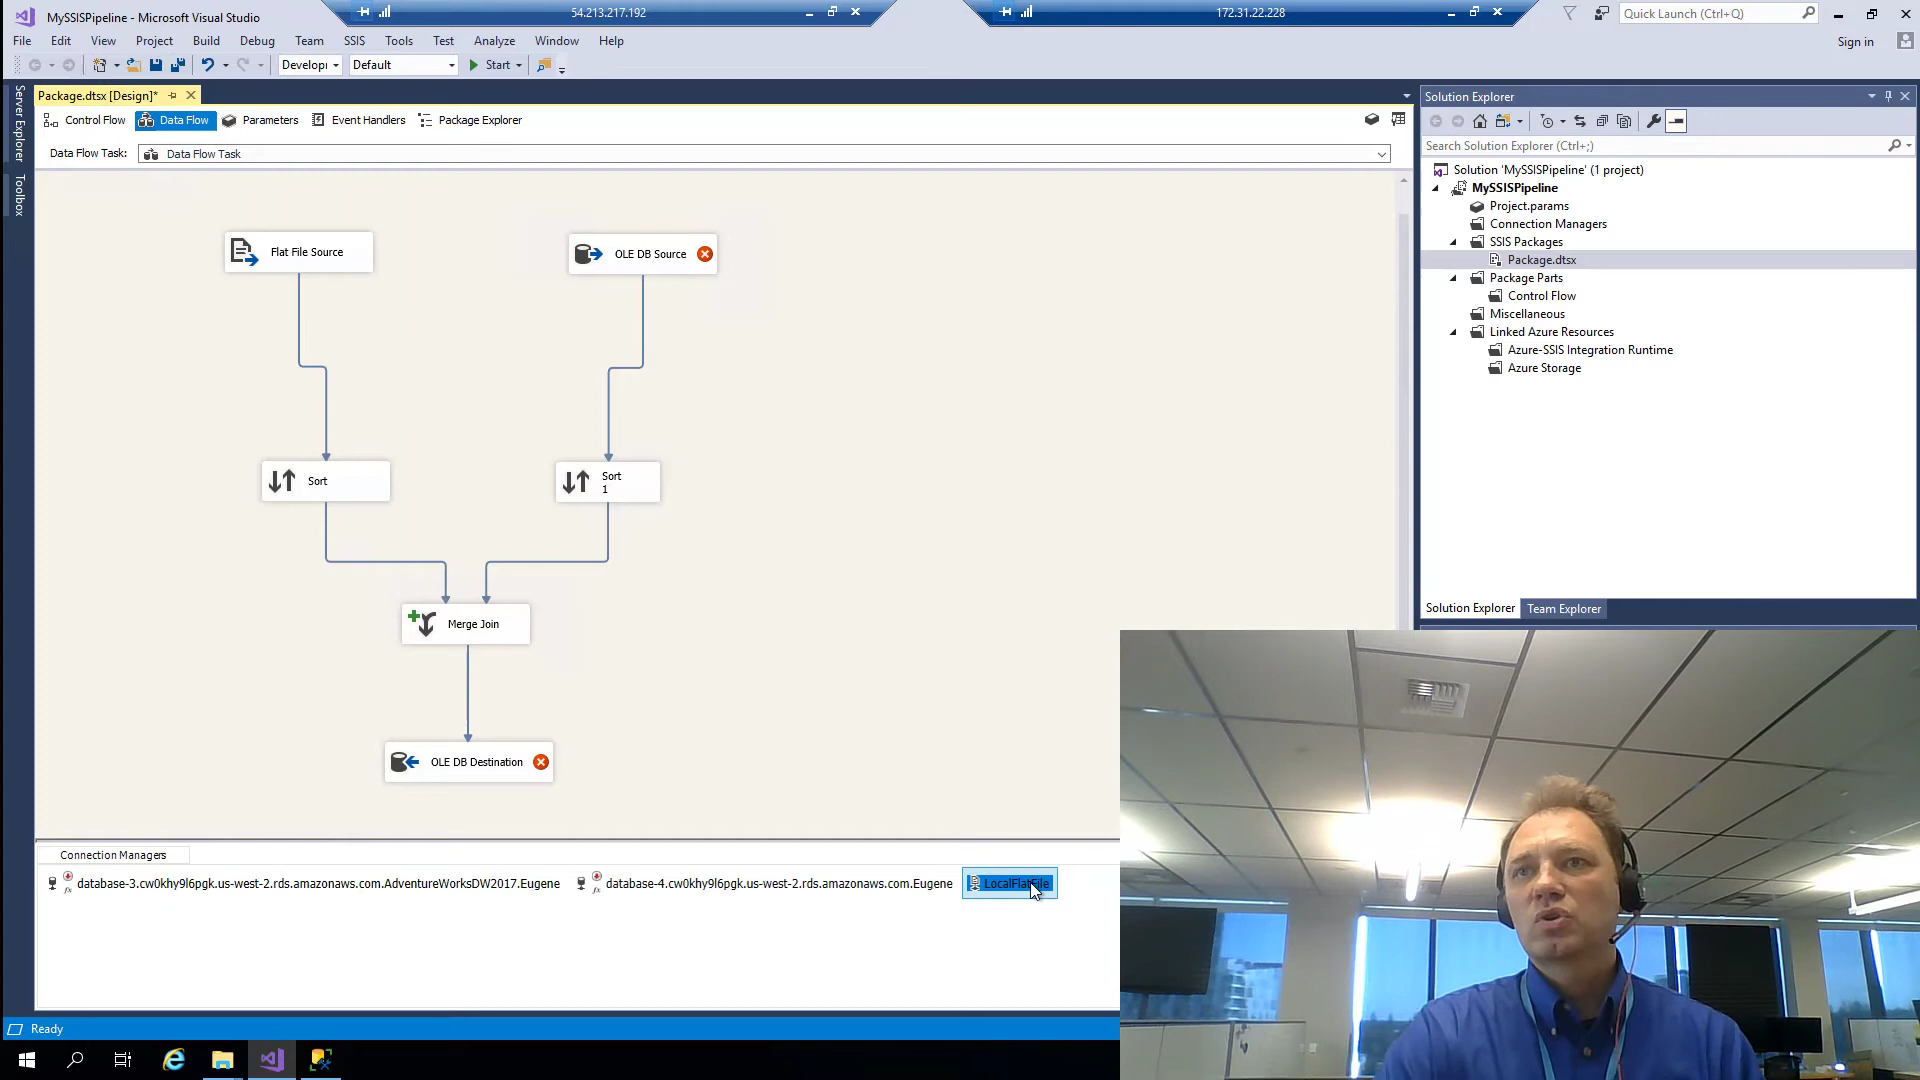 MySSISPipeline - Microsoft Visual Studio
54.213.217.192
172.31.22.228
Quick Launch (Ctrl+Q)
File Edit View Project Build Debug Team SSIS Tools Test Analyze Window Help
Sign in
Developi Default Start
Server Explorer
Toolbox
Package.dtsx [Design]*
Control Flow Data Flow Parameters Event Handlers Package Explorer
Data Flow Task: Data Flow Task
Flat File Source
OLE DB Source
Sort
Sort
1
Merge Join
OLE DB Destination
Connection Managers
database-3.cw0khy9l6pgk.us-west-2.rds.amazonaws.com.AdventureWorksDW2017.Eugene
database-4.cw0khy9l6pgk.us-west-2.rds.amazonaws.com.Eugene
LocalFlatFile
Solution Explorer
Search Solution Explorer (Ctrl+;)
Solution 'MySSISPipeline' (1 project)
MySSISPipeline
Project.params
Connection Managers
SSIS Packages
Package.dtsx
Package Parts
Control Flow
Miscellaneous
Linked Azure Resources
Azure-SSIS Integration Runtime
Azure Storage
Solution Explorer Team Explorer
Ready